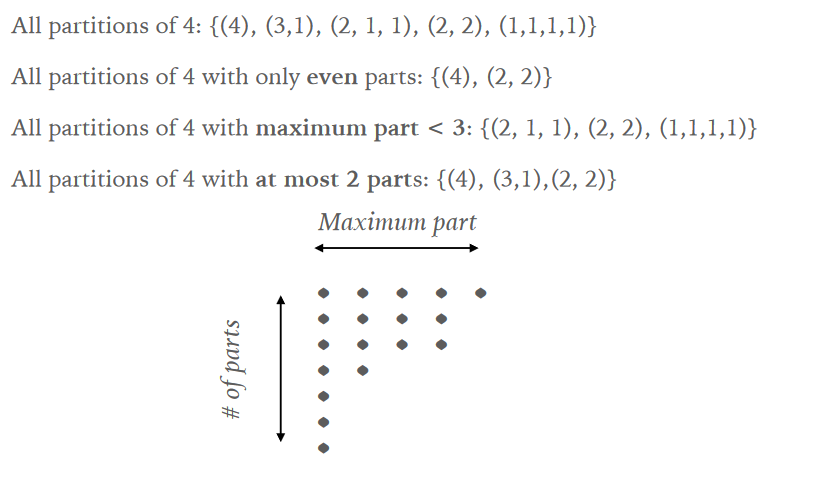 All partitions of 4: {(4), (3,1), (2, 1, 1), (2, 2), (1,1,1,1)}
All partitions of 4 with only even parts: {(4), (2, 2)}
All partitions of 4 with maximum part < 3: {(2, 1, 1), (2, 2), (1,1,1,1)}
All partitions of 4 with at most 2 parts: {(4), (3,1),(2, 2)}
Maximum part
# of parts